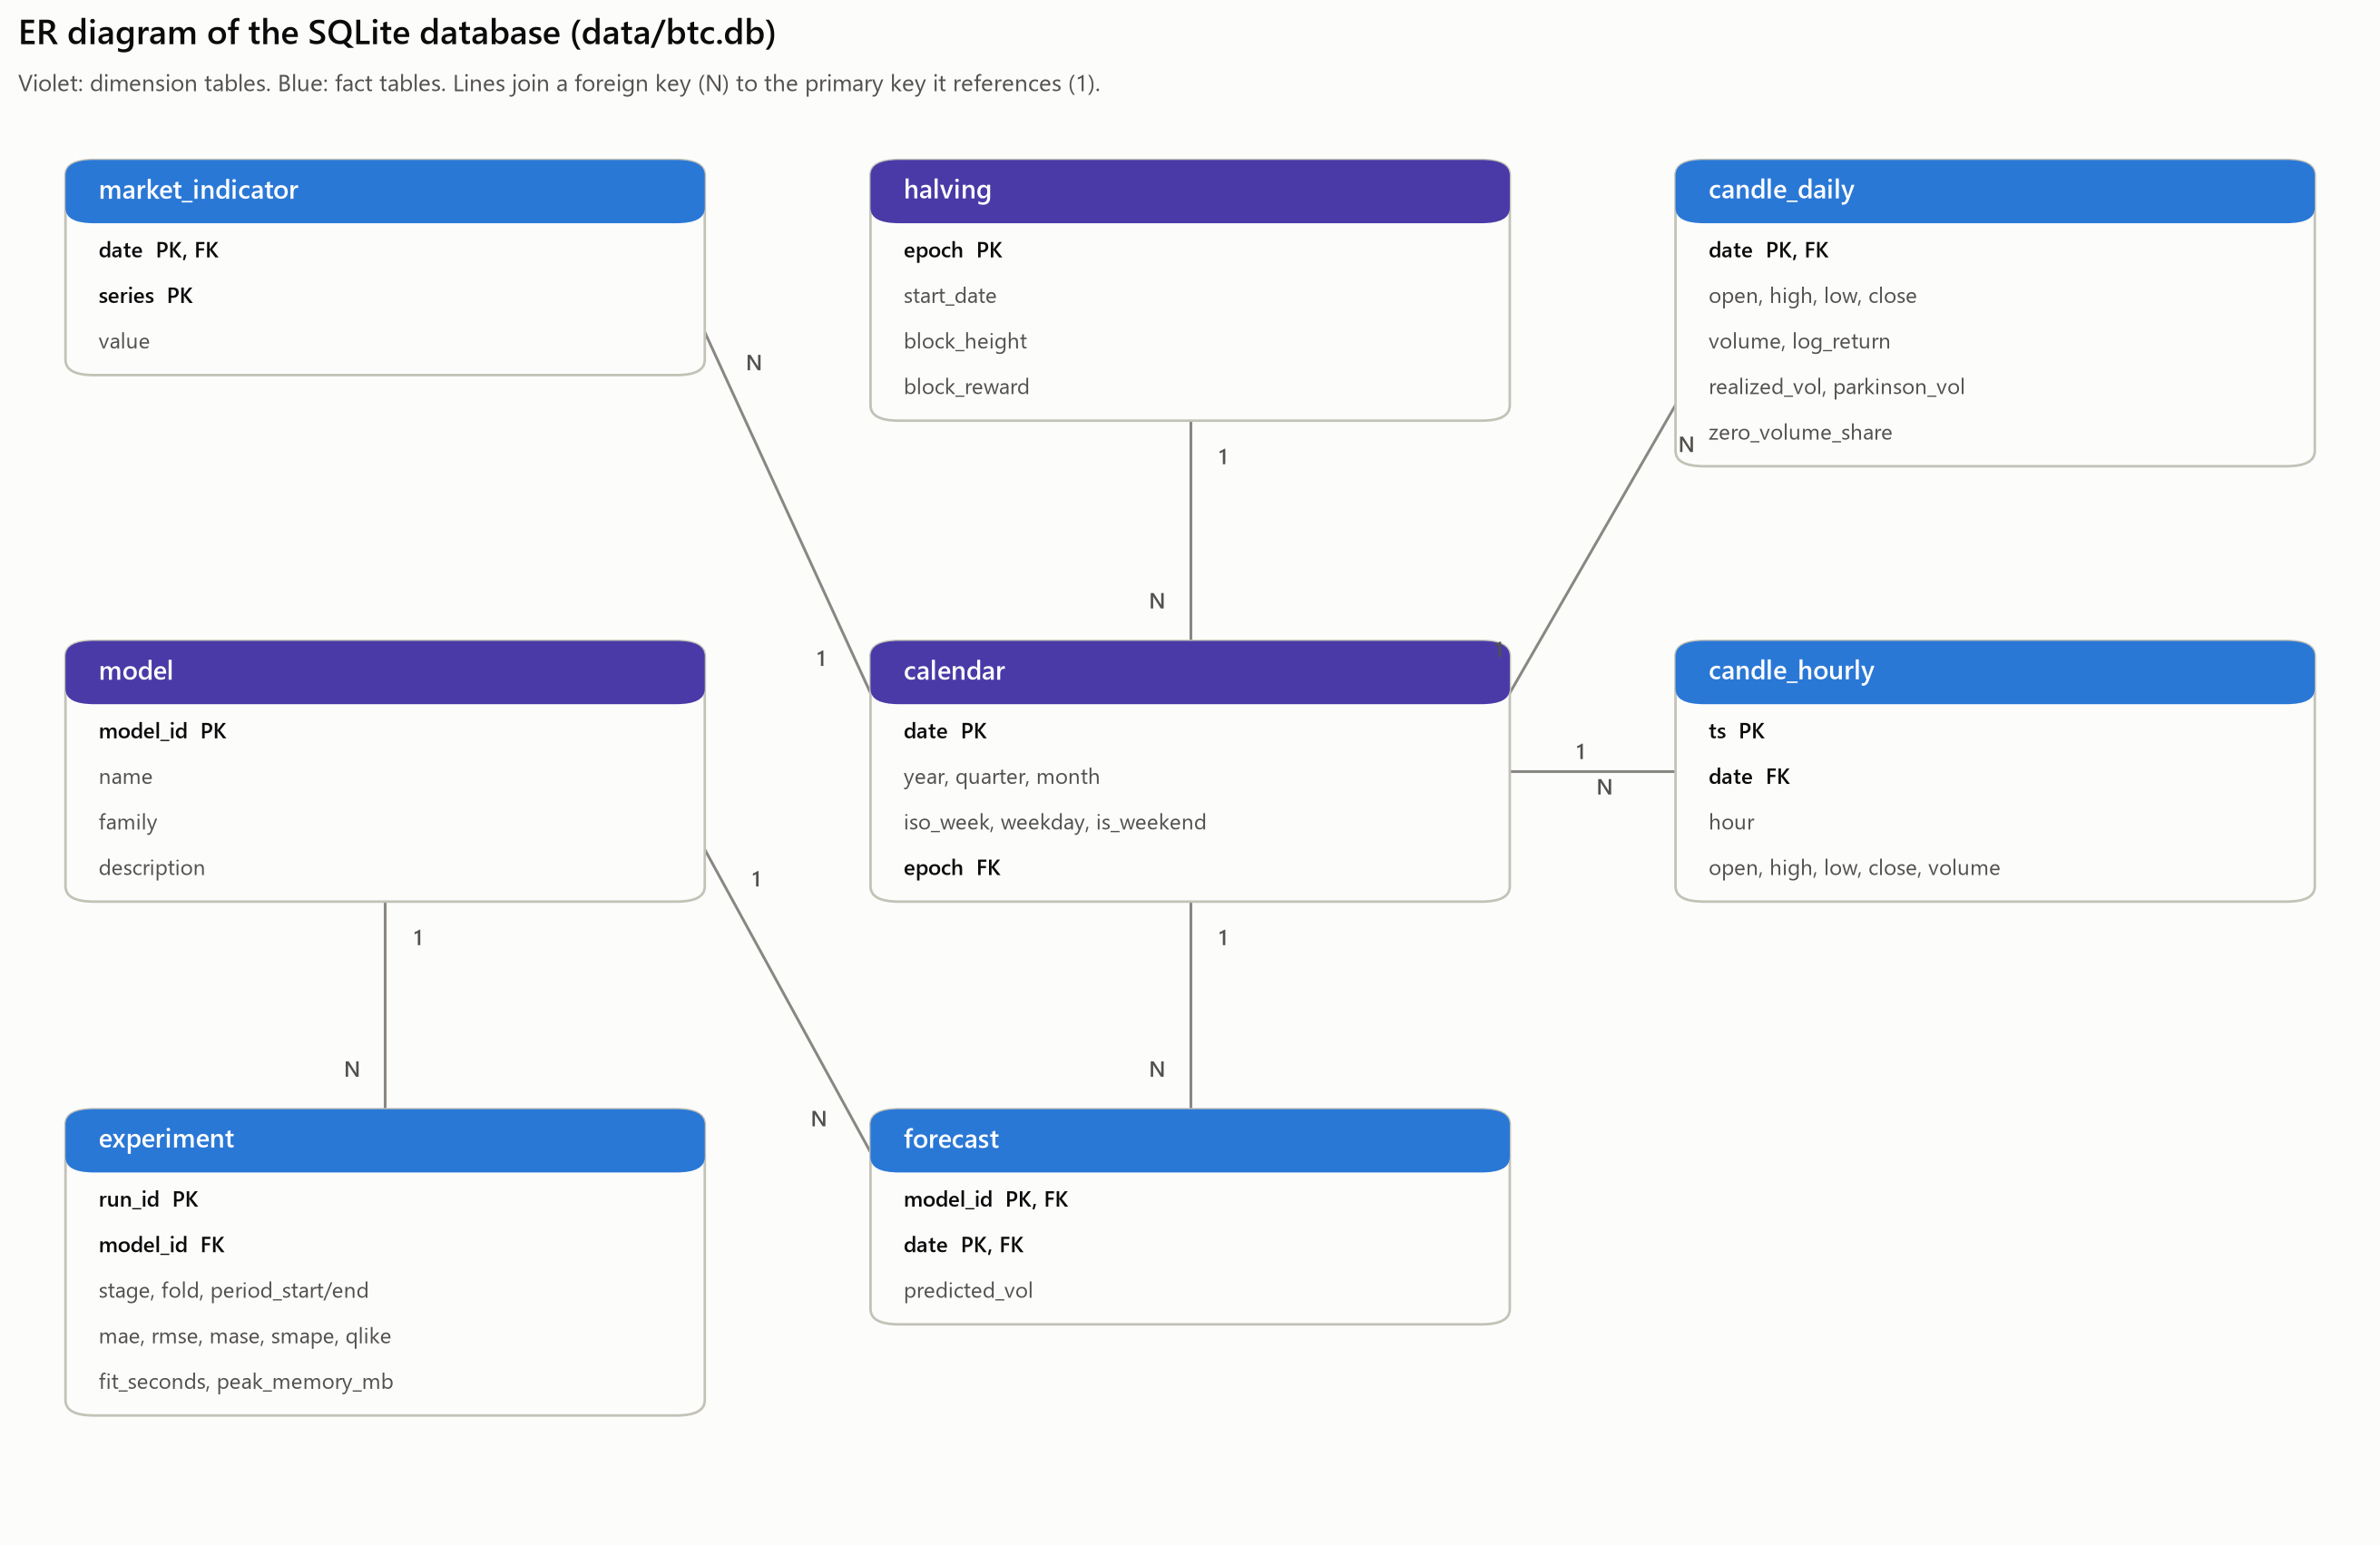 ER diagram of the SQLite database (data/btc.db)
Violet: dimension tables. Blue: fact tables. Lines join a foreign key (N) to the primary key it references (1).
market_indicator
date PK, FK
series PK
value
halving
epoch PK
start_date
block_height
block_reward
candle_daily
date PK, FK
open, high, low, close
volume, log_return
realized_vol, parkinson_vol
zero_volume_share
N
1
1
N
N
1
model
model_id PK
name
family
description
calendar
date PK
year, quarter, month
iso_week, weekday, is_weekend
epoch FK
1
N
candle_hourly
ts PK
date FK
hour
open, high, low, close, volume
1
N
1
N
1
N
experiment
run_id PK
model_id FK
stage, fold, period_start/end
mae, rmse, mase, smape, qlike
fit_seconds, peak_memory_mb
forecast
model_id PK, FK
date PK, FK
predicted_vol